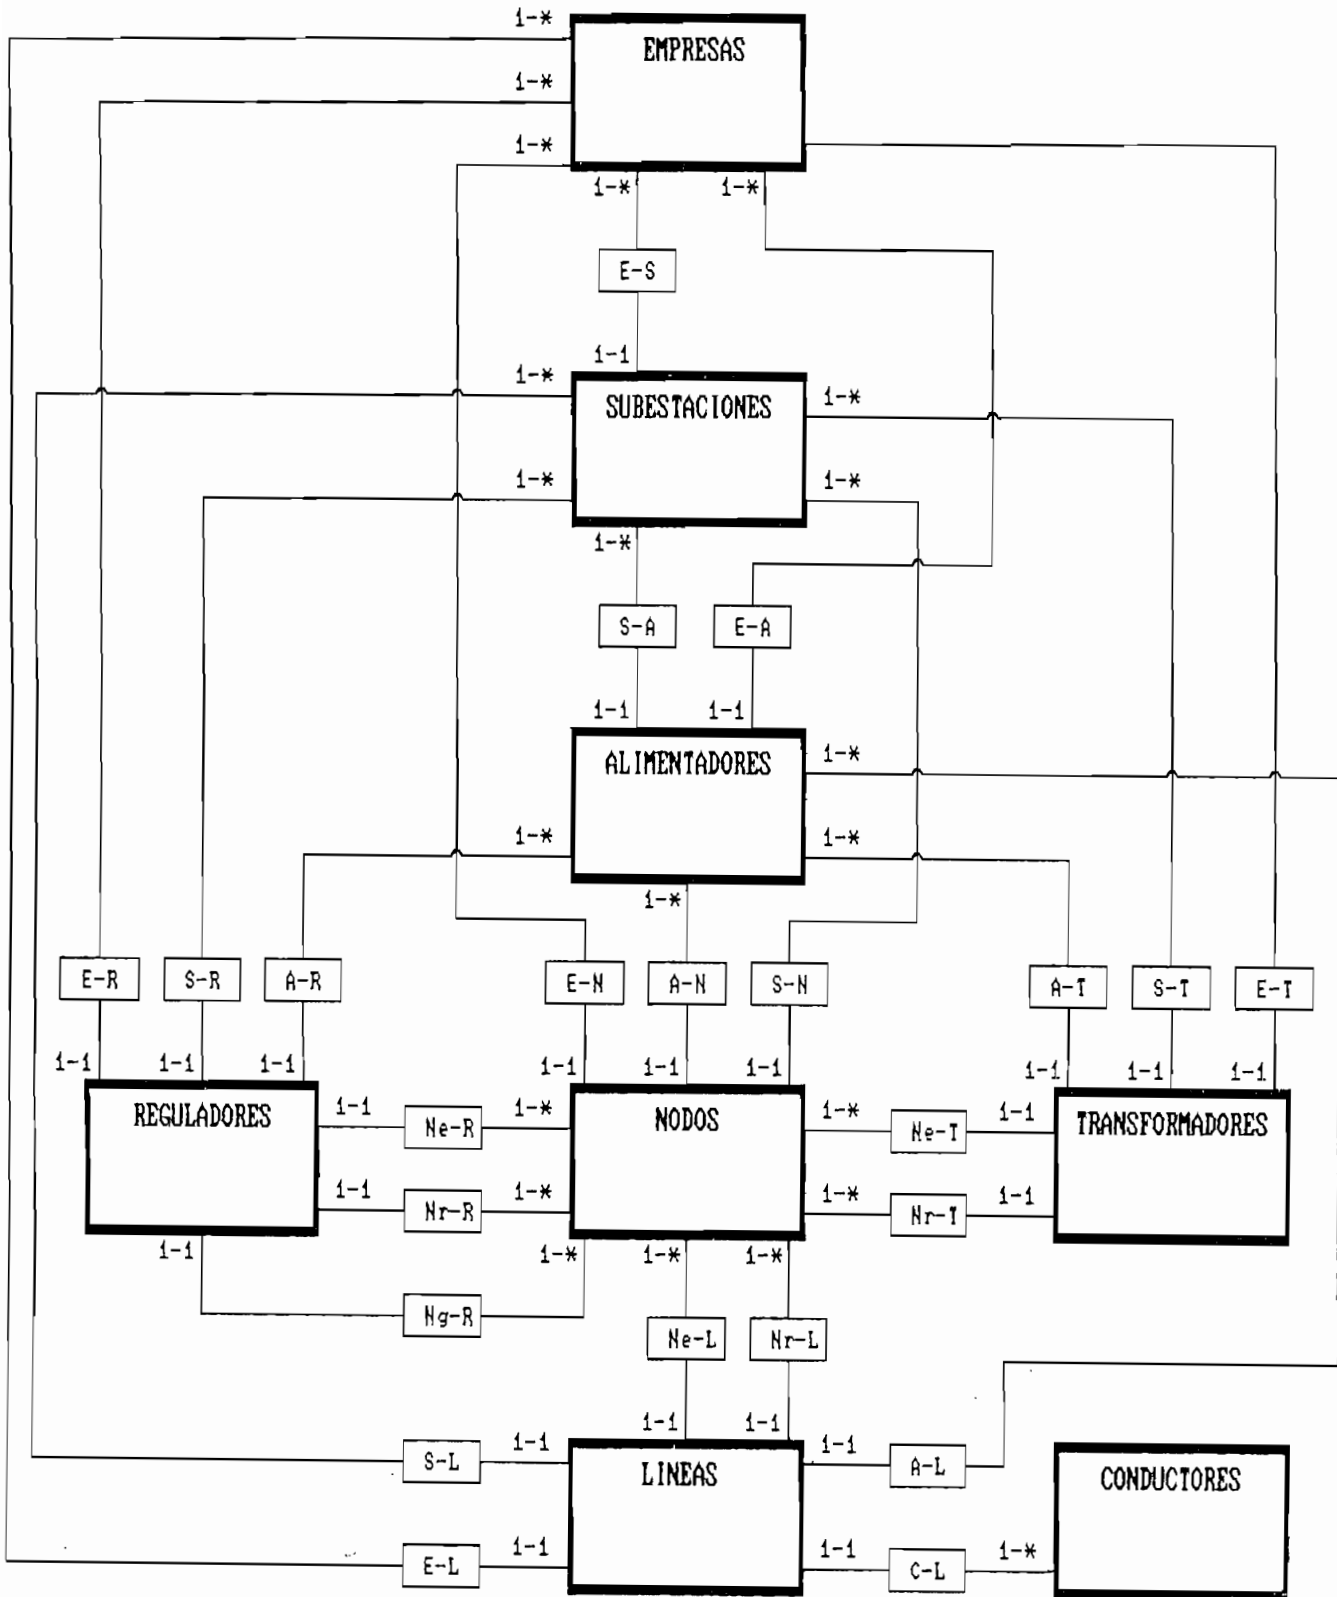 1-*
EMPRESAS
1-*
1-*
1-*
1-*
E-S
1-1
1-*
SUBESTACIONES
1-*
1-*
1-*
1-*
S-A
E-A
1-1
1-1
ALIMENTADORES
1-*
1-*
1-*
1-*
E-R
S-R
A-R
E-N
A-N
S-N
A-T
S-T
E-T
1-1
1-1
1-1
1-1
1-1
1-1
1-1
1-1
1-1
REGULADORES
1-1
Ne-R
1-*
NODOS
1-*
Ne-T
1-1
TRANSFORMADORES
1-1
Nr-R
1-*
1-*
Nr-T
1-1
1-1
1-*
1-*
1-*
Ng-R
Ne-L
Nr-L
1-1
1-1
S-L
1-1
LINEAS
1-1
A-L
CONDUCTORES
E-L
1-1
1-1
C-L
1-*